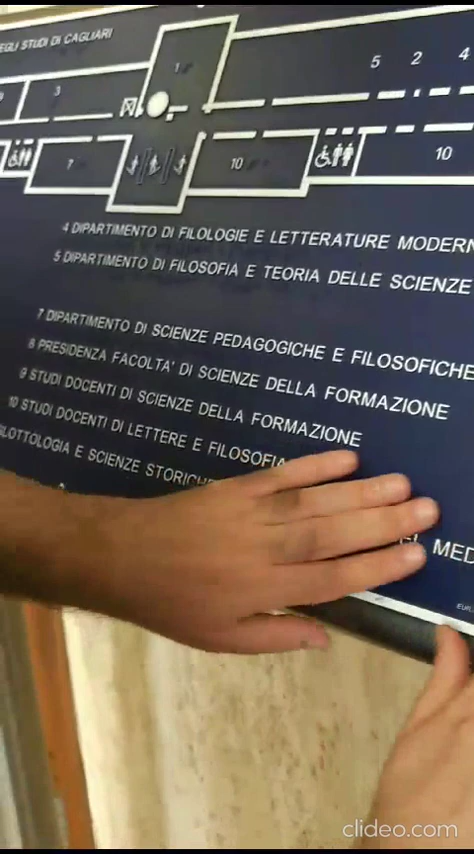 EGLI STUDI DI CAGLIARI
3 1 5 2 4
7 10 10
4 DIPARTIMENTO DI FILOLOGIE E LETTERATURE MODERN
5 DIPARTIMENTO DI FILOSOFIA E TEORIA DELLE SCIENZE
7 DIPARTIMENTO DI SCIENZE PEDAGOGICHE E FILOSOFICHE
8 PRESIDENZA FACOLTA' DI SCIENZE DELLA FORMAZIONE
9 STUDI DOCENTI DI SCIENZE DELLA FORMAZIONE
10 STUDI DOCENTI DI LETTERE E FILOSOFIA
GLOTTOLOGIA E SCIENZE STORICHE
MED
clideo.com